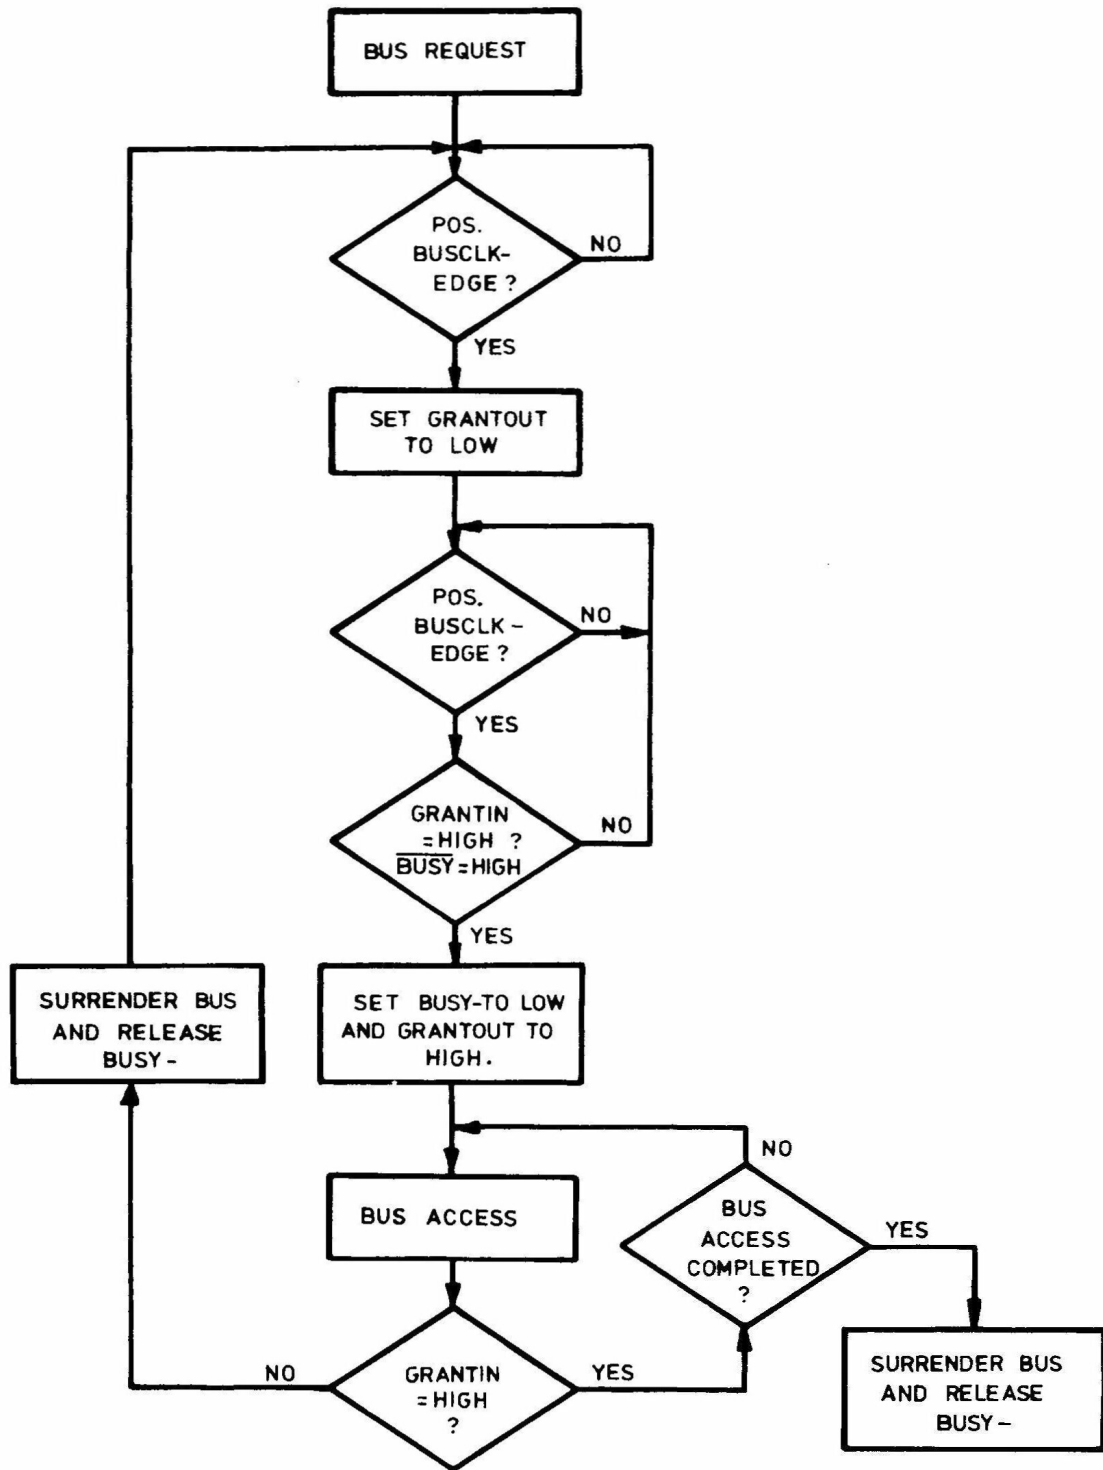 BUS REQUEST
POS.
BUSCLK-
EDGE ?
NO
YES
SET GRANTOUT
TO LOW
POS.
BUSCLK -
EDGE ?
NO
YES
GRANTIN
=HIGH ?
B̅U̅S̅Y̅=HIGH
NO
YES
SURRENDER BUS
AND RELEASE
BUSY -
SET BUSY-TO LOW
AND GRANTOUT TO
HIGH.
NO
BUS ACCESS
BUS
ACCESS
COMPLETED
?
YES
GRANTIN
=HIGH
?
NO
YES
SURRENDER BUS
AND RELEASE
BUSY-